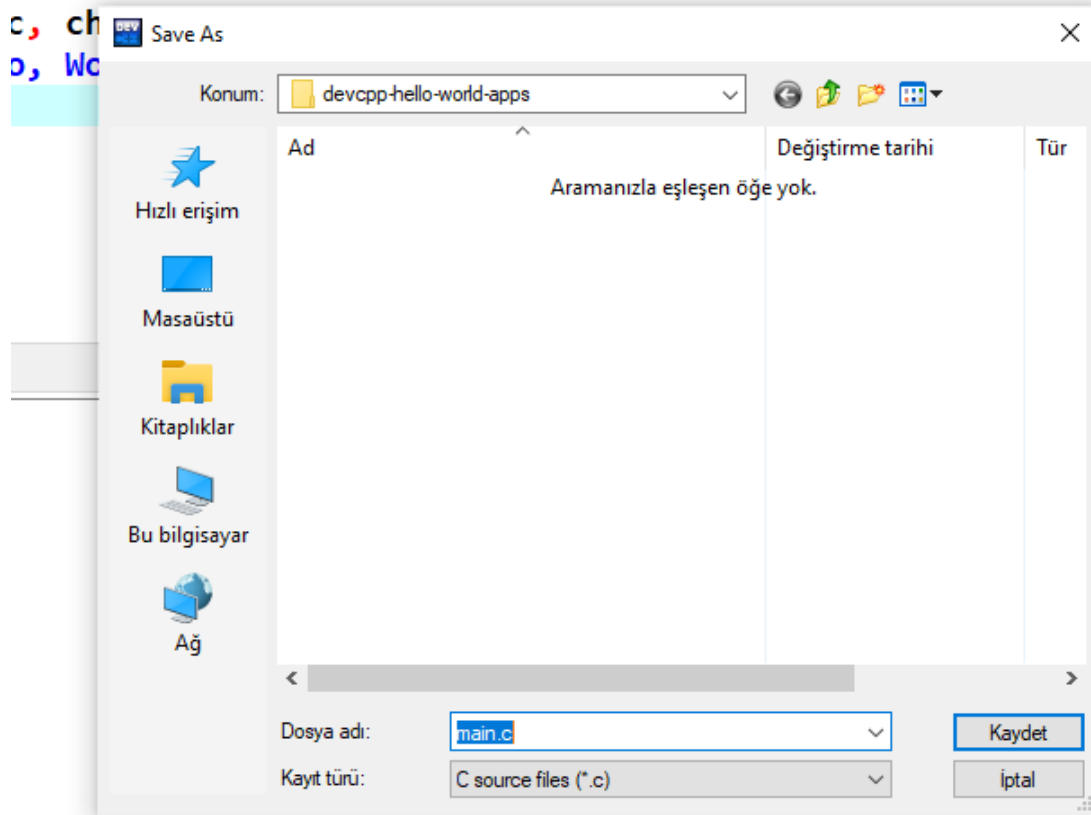 c, ch
o, Wo
DEV
Save As
Konum:
devcpp-hello-world-apps
Ad
Değiştirme tarihi
Tür
Aramanızla eşleşen öğe yok.
Hızlı erişim
Masaüstü
Kitaplıklar
Bu bilgisayar
Ağ
Dosya adı:
main.c
Kaydet
Kayıt türü:
C source files (*.c)
İptal